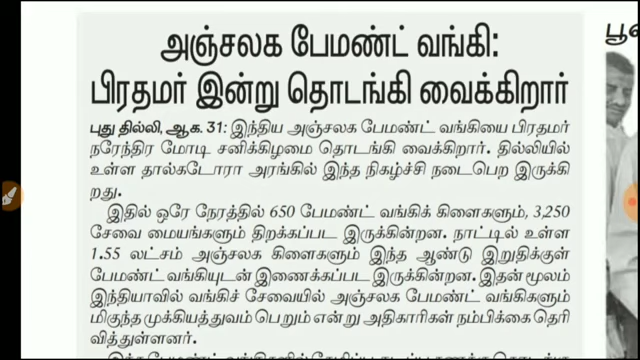 அஞ்சலக பேமண்ட் வங்கி:
பிரதமர் இன்று தொடங்கி வைக்கிறார்
புது தில்லி, ஆக. 31: இந்திய அஞ்சலக பேமண்ட் வங்கியை பிரதமர்
நரேந்திர மோடி சனிக்கிழமை தொடங்கி வைக்கிறார். தில்லியில்
உள்ள தால்கடோரா அரங்கில் இந்த நிகழ்ச்சி நடைபெற இருக்கி
றது.
இதில் ஒரே நேரத்தில் 650 பேமண்ட் வங்கிக் கிளைகளும், 3,250
சேவை மையங்களும் திறக்கப்பட இருக்கின்றன. நாட்டில் உள்ள
1.55 லட்சம் அஞ்சலக கிளைகளும் இந்த ஆண்டு இறுதிக்குள்
பேமண்ட் வங்கியுடன் இணைக்கப்பட இருக்கின்றன. இதன் மூலம்
இந்தியாவில் வங்கிச் சேவையில் அஞ்சலக பேமண்ட் வங்கிகளும்
மிகுந்த முக்கியத்துவம் பெறும் என்று அதிகாரிகள் நம்பிக்கை தெரி
வித்துள்ளனர்.